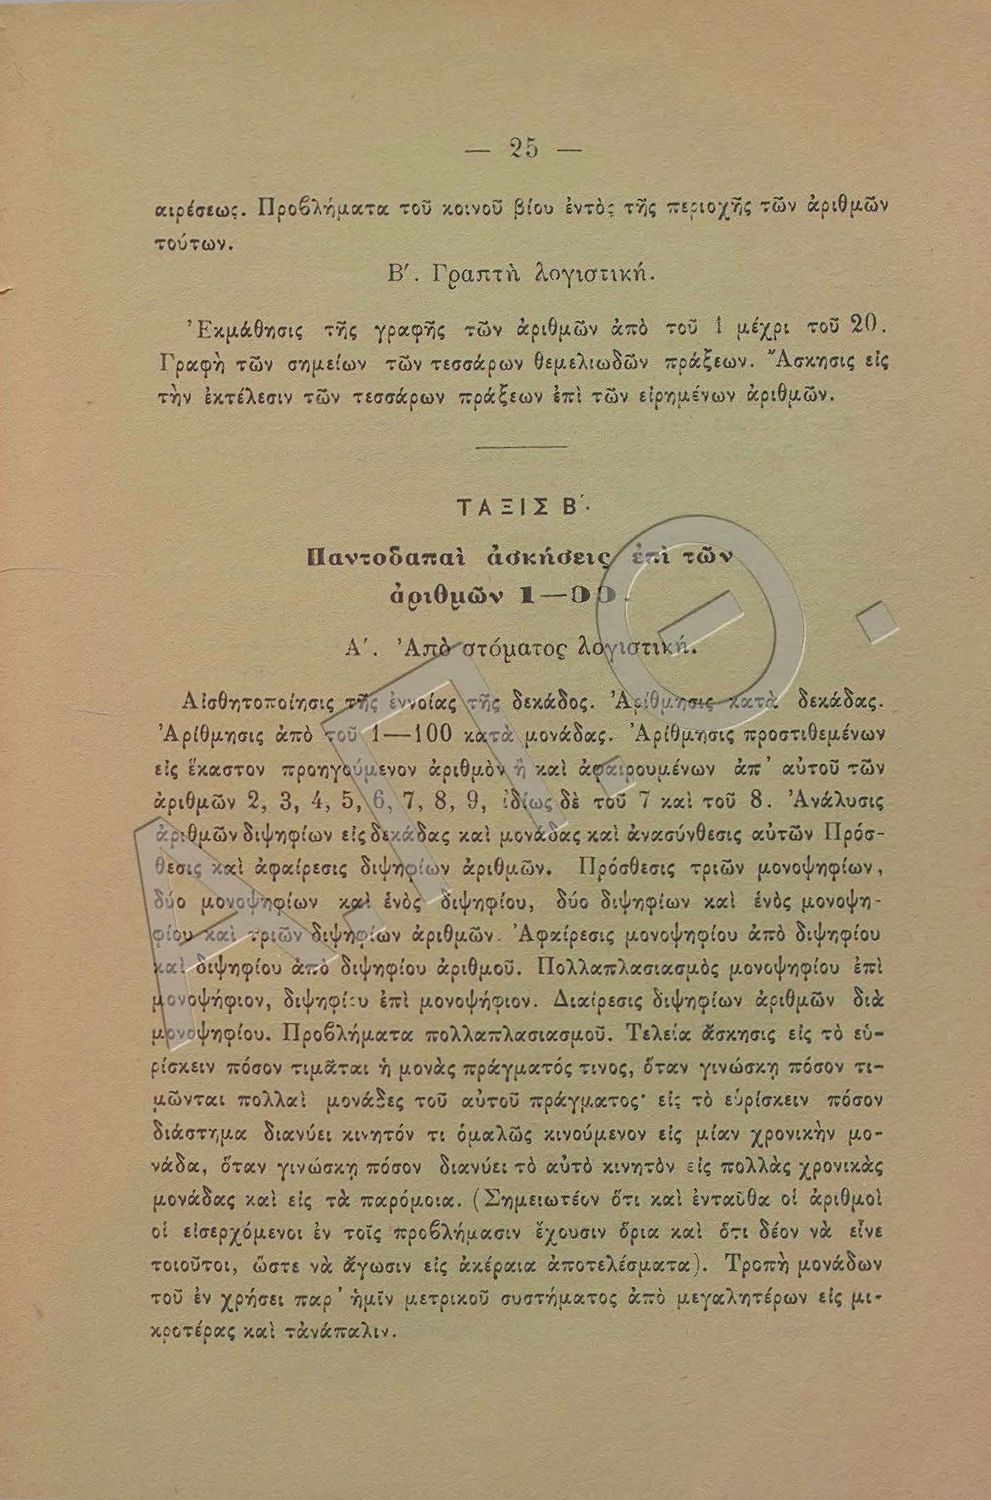 — 25 —
αιρέσεως. Προβλήματα τοῦ κοινοῦ βίου ἐντὸς τῆς περιοχῆς τῶν ἀριθμῶν
τούτων.
Β΄. Γραπτὴ λογιστική.
Ἐκμάθησις τῆς γραφῆς τῶν ἀριθμῶν ἀπὸ τοῦ 1 μέχρι τοῦ 20.
Γραφὴ τῶν σημείων τῶν τεσσάρων θεμελιωδῶν πράξεων. Ἄσκησις εἰς
τὴν ἐκτέλεσιν τῶν τεσσάρων πράξεων ἐπὶ τῶν εἰρημένων ἀριθμῶν.
ΤΑΞΙΣ Β΄.
Παντοδαπαὶ ἀσκήσεις ἐπὶ τῶν
ἀριθμῶν 1—
Α΄. Ἀπὸ στόματος λογιστική.
Αἰσθητοποίησις τῆς ἐννοίας τῆς δεκάδος. Ἀρίθμησις κατὰ δεκάδας.
Ἀρίθμησις ἀπὸ τοῦ 1—100 κατὰ μονάδας. Ἀρίθμησις προστιθεμένων
εἰς ἕκαστον προηγούμενον ἀριθμὸν ἢ καὶ ἀφαιρουμένων ἀπ᾿ αὐτοῦ τῶν
ἀριθμῶν 2, 3, 4, 5, 6, 7, 8, 9, ἰδίως δὲ τοῦ 7 καὶ τοῦ 8. Ἀνάλυσις
ἀριθμῶν διψηφίων εἰς δεκάδας καὶ μονάδας καὶ ἀνασύνθεσις αὐτῶν Πρόσ-
θεσις καὶ ἀφαίρεσις διψηφίων ἀριθμῶν. Πρόσθεσις τριῶν μονοψηφίων,
δύο μονοψηφίων καὶ ἑνὸς διψηφίου, δύο διψηφίων καὶ ἑνὸς μονοψη-
φίου καὶ τριῶν διψηφίων ἀριθμῶν. Ἀφαίρεσις μονοψηφίου ἀπὸ διψηφίου
καὶ διψηφίου ἀπὸ διψηφίου ἀριθμοῦ. Πολλαπλασιασμὸς μονοψηφίου ἐπὶ
μονοψήφιον, διψηφίου ἐπὶ μονοψήφιον. Διαίρεσις διψηφίων ἀριθμῶν διὰ
μονοψηφίου. Προβλήματα πολλαπλασιασμοῦ. Τελεία ἄσκησις εἰς τὸ εὑ-
ρίσκειν πόσον τιμᾶται ἡ μονὰς πράγματός τινος, ὅταν γινώσκῃ πόσον τι-
μῶνται πολλαὶ μονάδες τοῦ αὐτοῦ πράγματος· εἰς τὸ εὑρίσκειν πόσον
διάστημα διανύει κινητόν τι ὁμαλῶς κινούμενον εἰς μίαν χρονικὴν μο-
νάδα, ὅταν γινώσκῃ πόσον διανύει τὸ αὐτὸ κινητὸν εἰς πολλὰς χρονικὰς
μονάδας καὶ εἰς τὰ παρόμοια. (Σημειωτέον ὅτι καὶ ἐνταῦθα οἱ ἀριθμοὶ
οἱ εἰσερχόμενοι ἐν τοῖς προβλήμασιν ἔχουσιν ὅρια καὶ ὅτι δέον νὰ εἶνε
τοιοῦτοι, ὥστε νὰ ἄγωσιν εἰς ἀκέραια ἀποτελέσματα). Τροπὴ μονάδων
τοῦ ἐν χρήσει παρ᾿ ἡμῖν μετρικοῦ συστήματος ἀπὸ μεγαλητέρων εἰς μι-
κροτέρας καὶ τἀνάπαλιν.